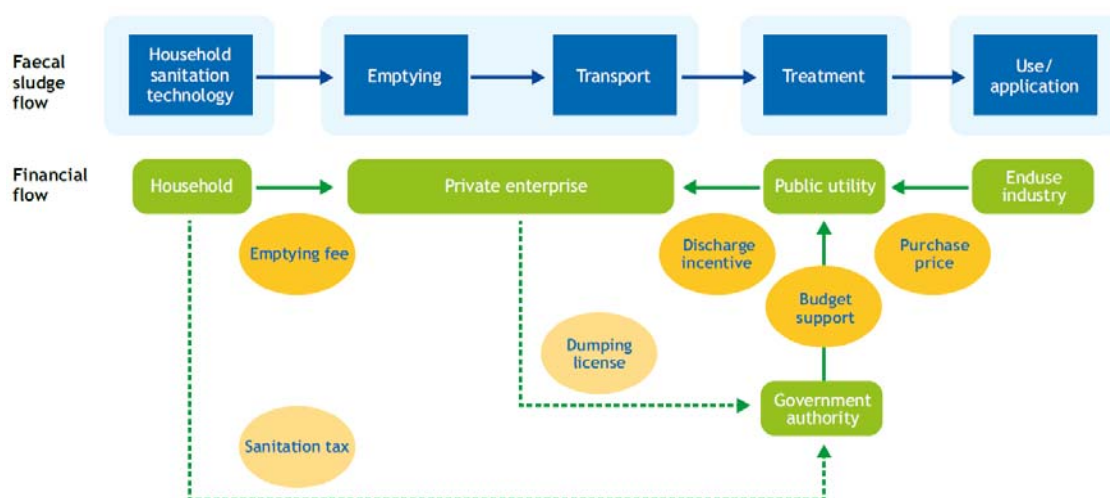 Faecal
sludge
flow
Household
sanitation
technology
Emptying
Transport
Treatment
Use/
application
Financial
flow
Household
Private enterprise
Public utility
Enduse
industry
Emptying fee
Discharge
incentive
Purchase
price
Budget
support
Dumping
license
Government
authority
Sanitation tax